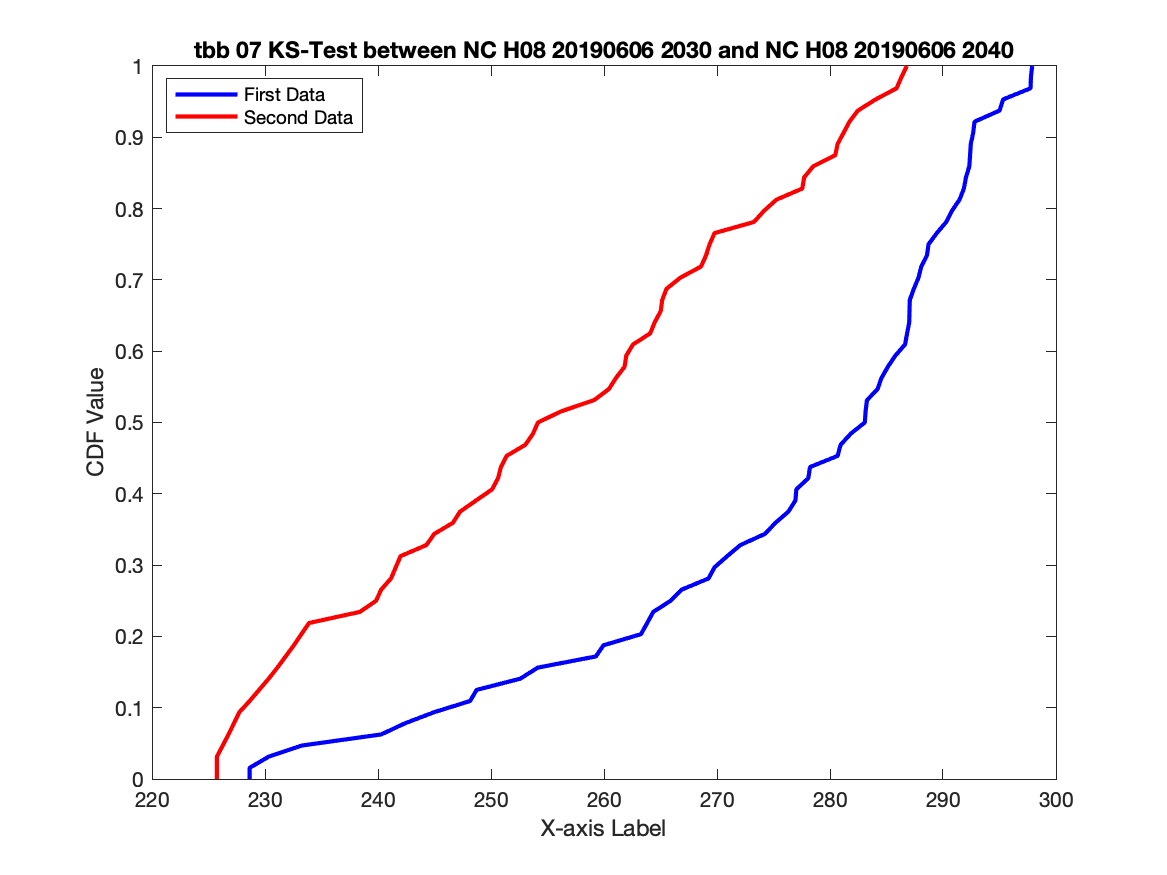 tbb 07 KS-Test between NC H08 20190606 2030 and NC H08 20190606 2040
First Data
Second Data
1
0.9
0.8
0.7
0.6
0.5
0.4
0.3
0.2
0.1
0
CDF Value
220 230 240 250 260 270 280 290 300
X-axis Label